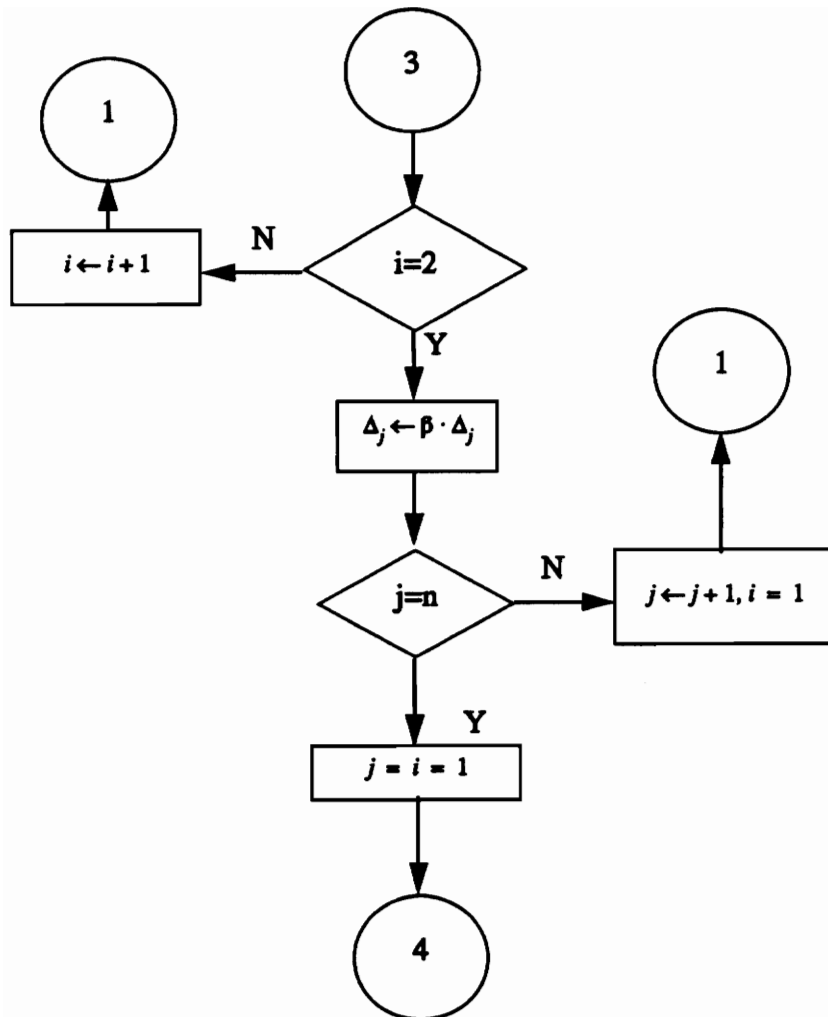 3
1
N
i=2
i ← i + 1
Y
1
Δ_j ← β · Δ_j
N
j=n
j ← j + 1, i = 1
Y
j = i = 1
4